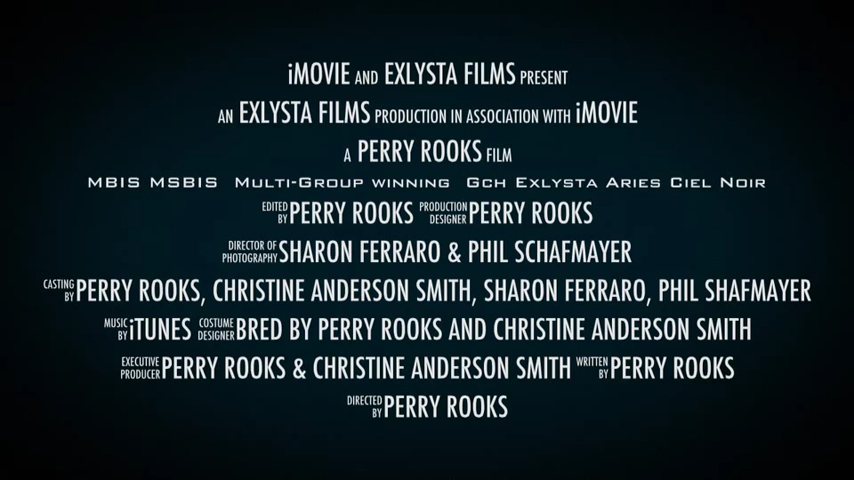 iMOVIE AND EXLYSTA FILMS PRESENT
AN EXLYSTA FILMS PRODUCTION IN ASSOCIATION WITH iMOVIE
A PERRY ROOKS FILM
MBIS MSBIS Multi-Group winning Gch Exlysta Aries Ciel Noir
EDITED BY PERRY ROOKS PRODUCTION DESIGNER PERRY ROOKS
DIRECTOR OF PHOTOGRAPHY SHARON FERRARO & PHIL SCHAFMAYER
CASTING BY PERRY ROOKS, CHRISTINE ANDERSON SMITH, SHARON FERRARO, PHIL SHAFMAYER
MUSIC BY iTUNES COSTUME DESIGNER BRED BY PERRY ROOKS AND CHRISTINE ANDERSON SMITH
EXECUTIVE PRODUCER PERRY ROOKS & CHRISTINE ANDERSON SMITH WRITTEN BY PERRY ROOKS
DIRECTED BY PERRY ROOKS